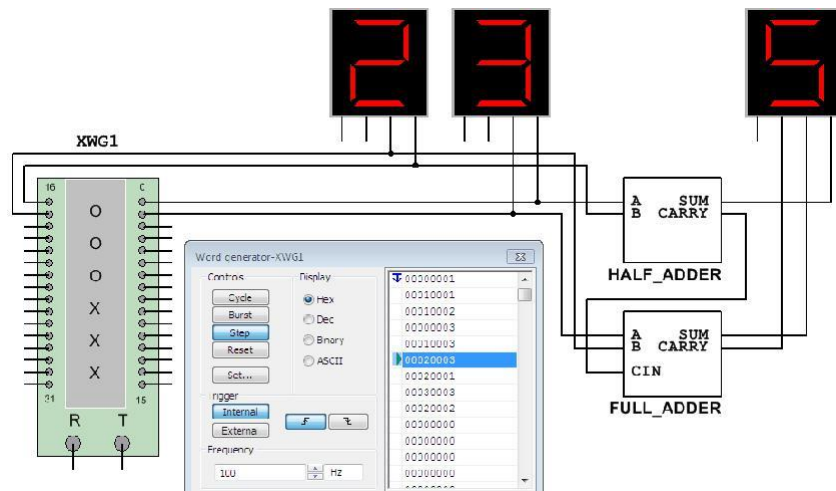 2 3 5
XWG1
16 0
O
O
O
X
X
X
31 15
R T
A SUM
B CARRY
HALF_ADDER
A SUM
B CARRY
CIN
FULL_ADDER
Word generator-XWG1
Controls
Cycle
Burst
Step
Reset
Set...
Display
Hex
Dec
Binary
ASCII
Trigger
Internal
External
Frequency
100 Hz
00000001
00010001
00010002
00000003
00010003
00020003
00020001
00030003
00020002
00000000
00000000
00000000
00000000